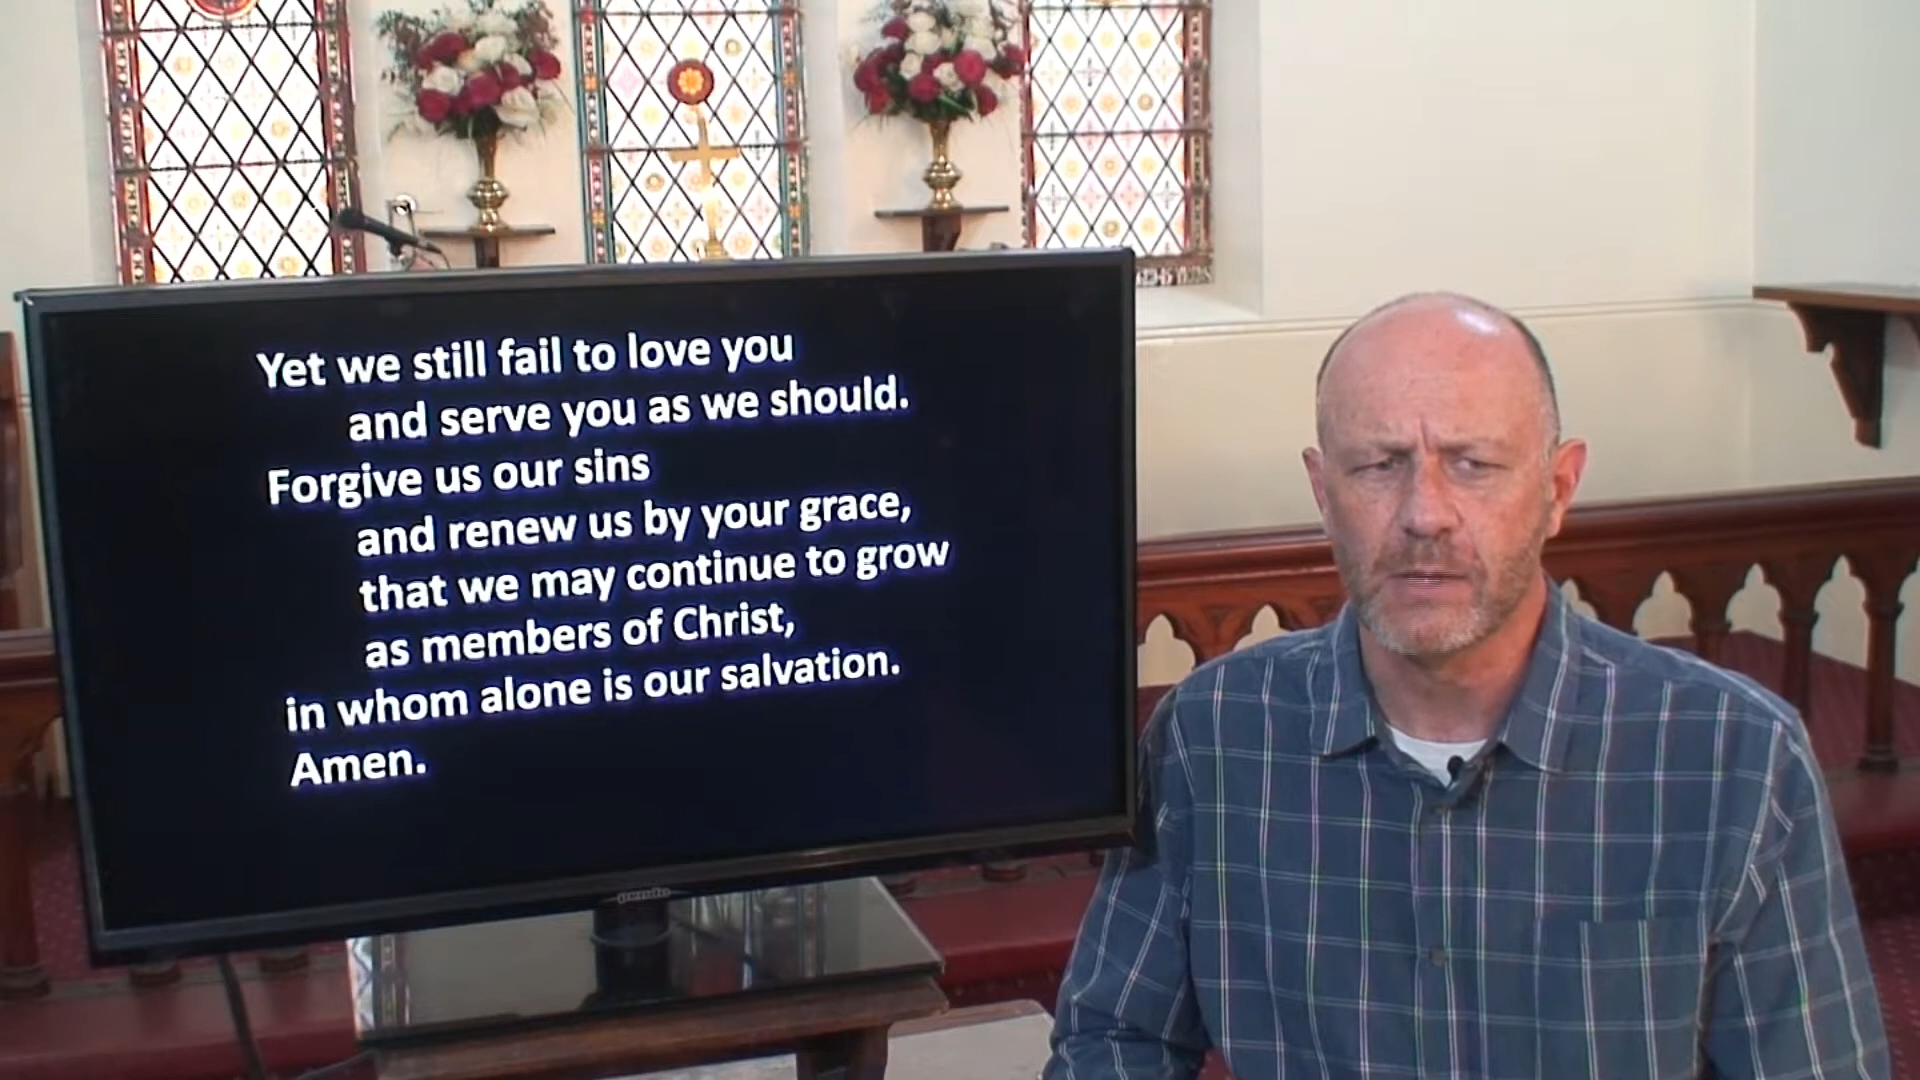 Yet we still fail to love you
and serve you as we should.
Forgive us our sins
and renew us by your grace,
that we may continue to grow
as members of Christ,
in whom alone is our salvation.
Amen.